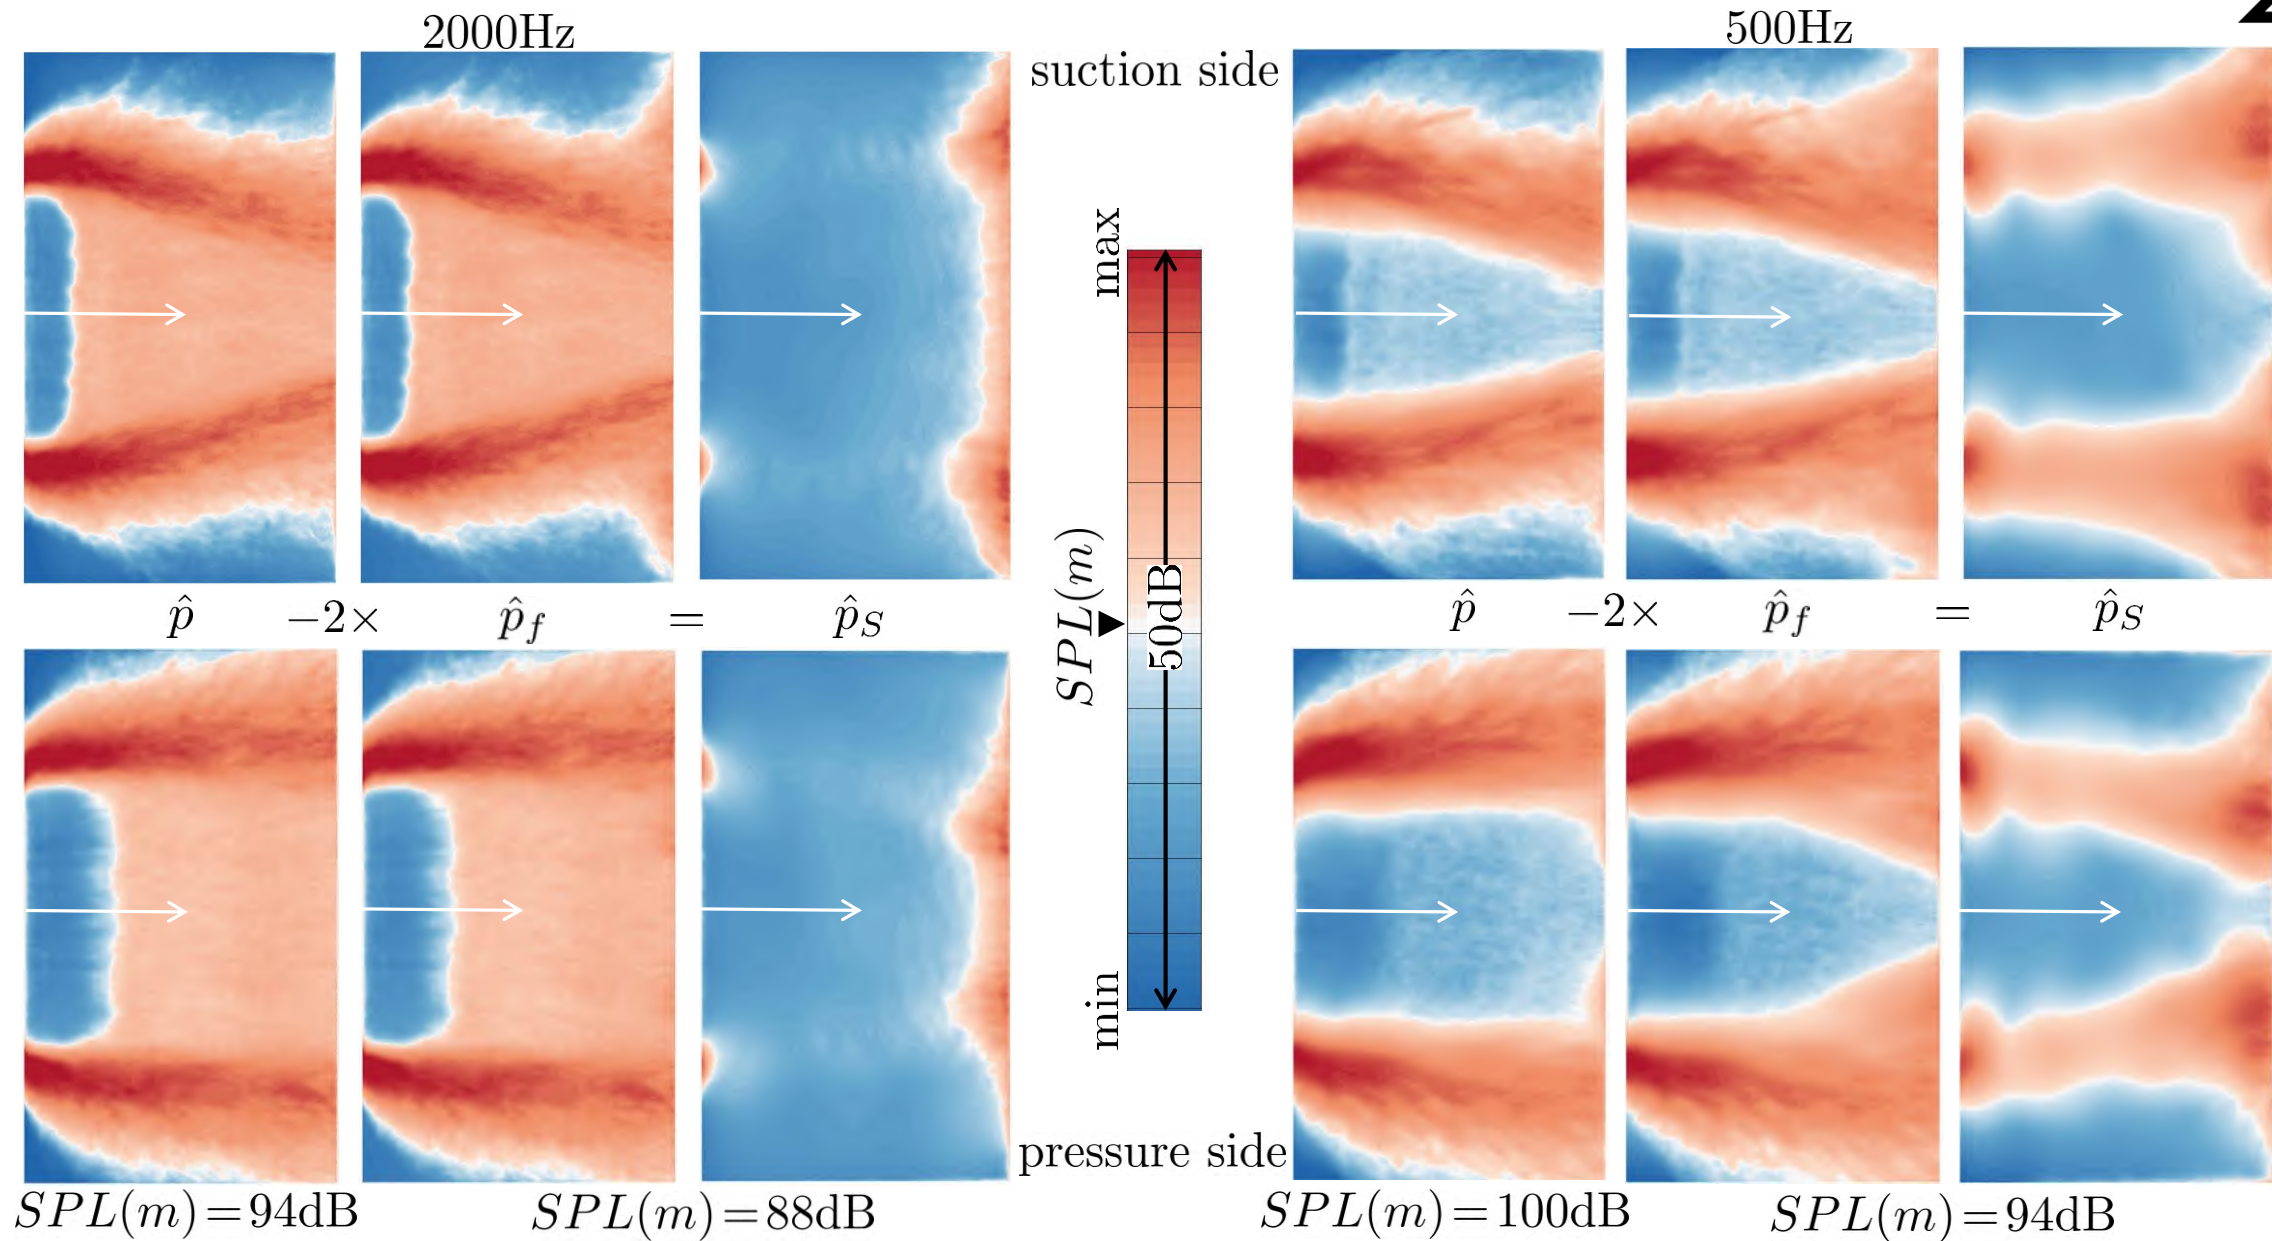 2000Hz
500Hz
suction side
max
SPL(m)
50dB
min
p̂ −2× p̂_f = p̂_S
p̂ −2× p̂_f = p̂_S
pressure side
SPL(m)=94dB
SPL(m)=88dB
SPL(m)=100dB
SPL(m)=94dB